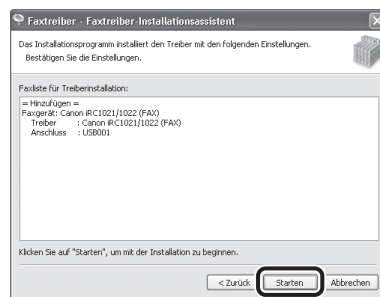 Faxtreiber - Faxtreiber-Installationsassistent
Das Installationsprogramm installiert den Treiber mit den folgenden Einstellungen.
Bestätigen Sie die Einstellungen.
Faxliste für Treiberinstallation:
= Hinzufügen =
Faxgerät: Canon iRC1021/1022 (FAX)
Treiber : Canon iRC1021/1022 (FAX)
Anschluss : USB001
Klicken Sie auf "Starten", um mit der Installation zu beginnen.
< Zurück Starten Abbrechen